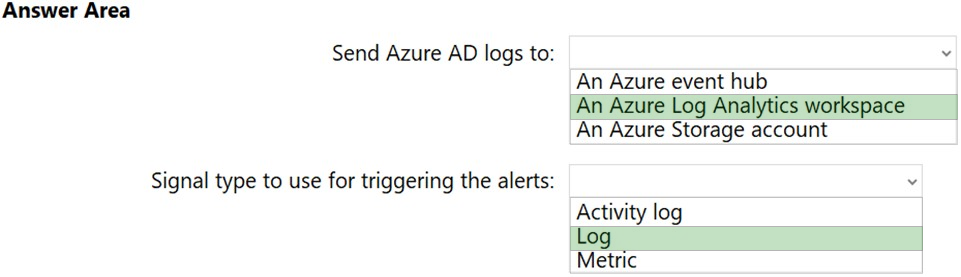 Answer Area
Send Azure AD logs to:
An Azure event hub
An Azure Log Analytics workspace
An Azure Storage account
Signal type to use for triggering the alerts:
Activity log
Log
Metric